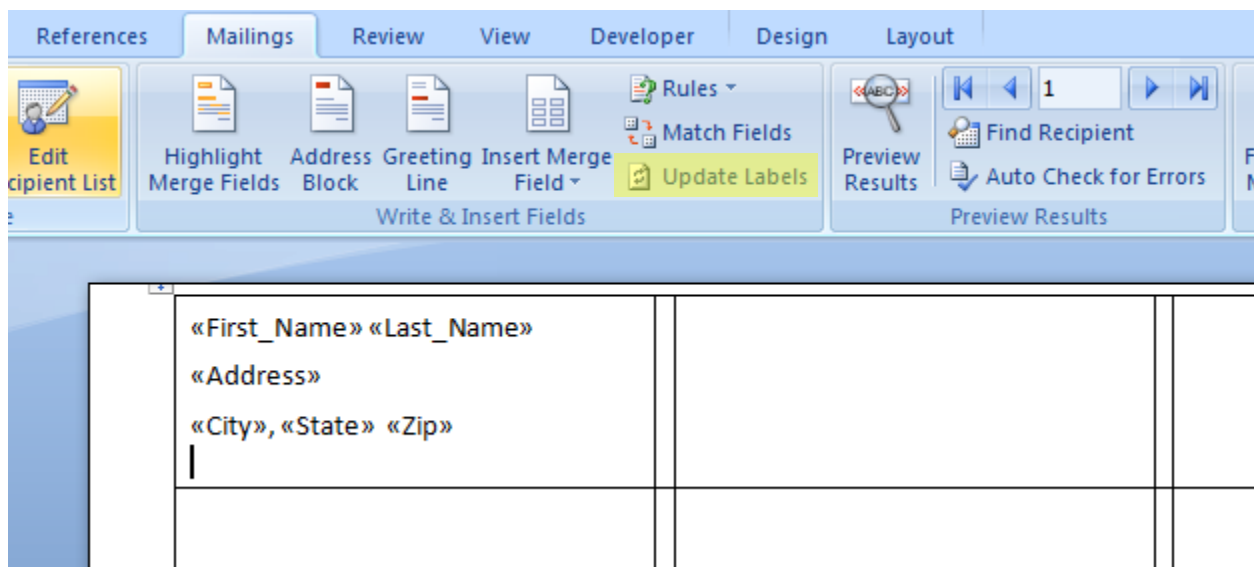 References Mailings Review View Developer Design Layout
Edit
Recipient List
Highlight
Merge Fields
Address
Block
Greeting
Line
Insert Merge
Field
Rules
Match Fields
Update Labels
Write & Insert Fields
«ABC»
Preview
Results
1
Find Recipient
Auto Check for Errors
Preview Results
«First_Name» «Last_Name»
«Address»
«City», «State» «Zip»